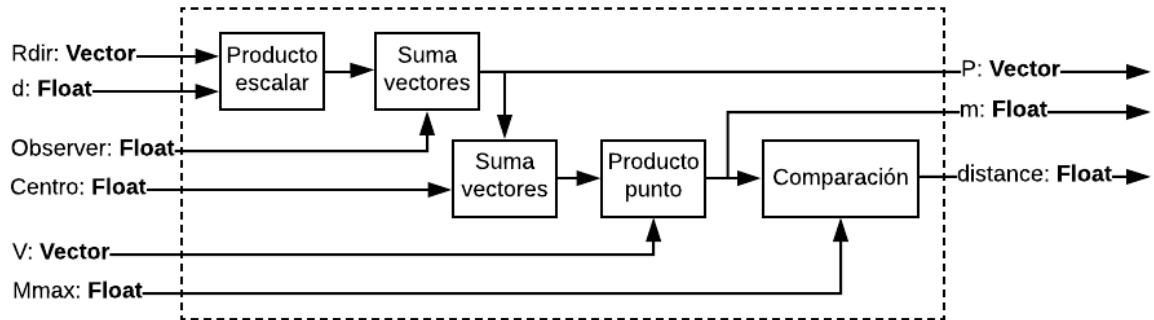 Rdir: Vector
d: Float
Producto
escalar
Suma
vectores
P: Vector
m: Float
Observer: Float
Centro: Float
Suma
vectores
Producto
punto
Comparación
distance: Float
V: Vector
Mmax: Float